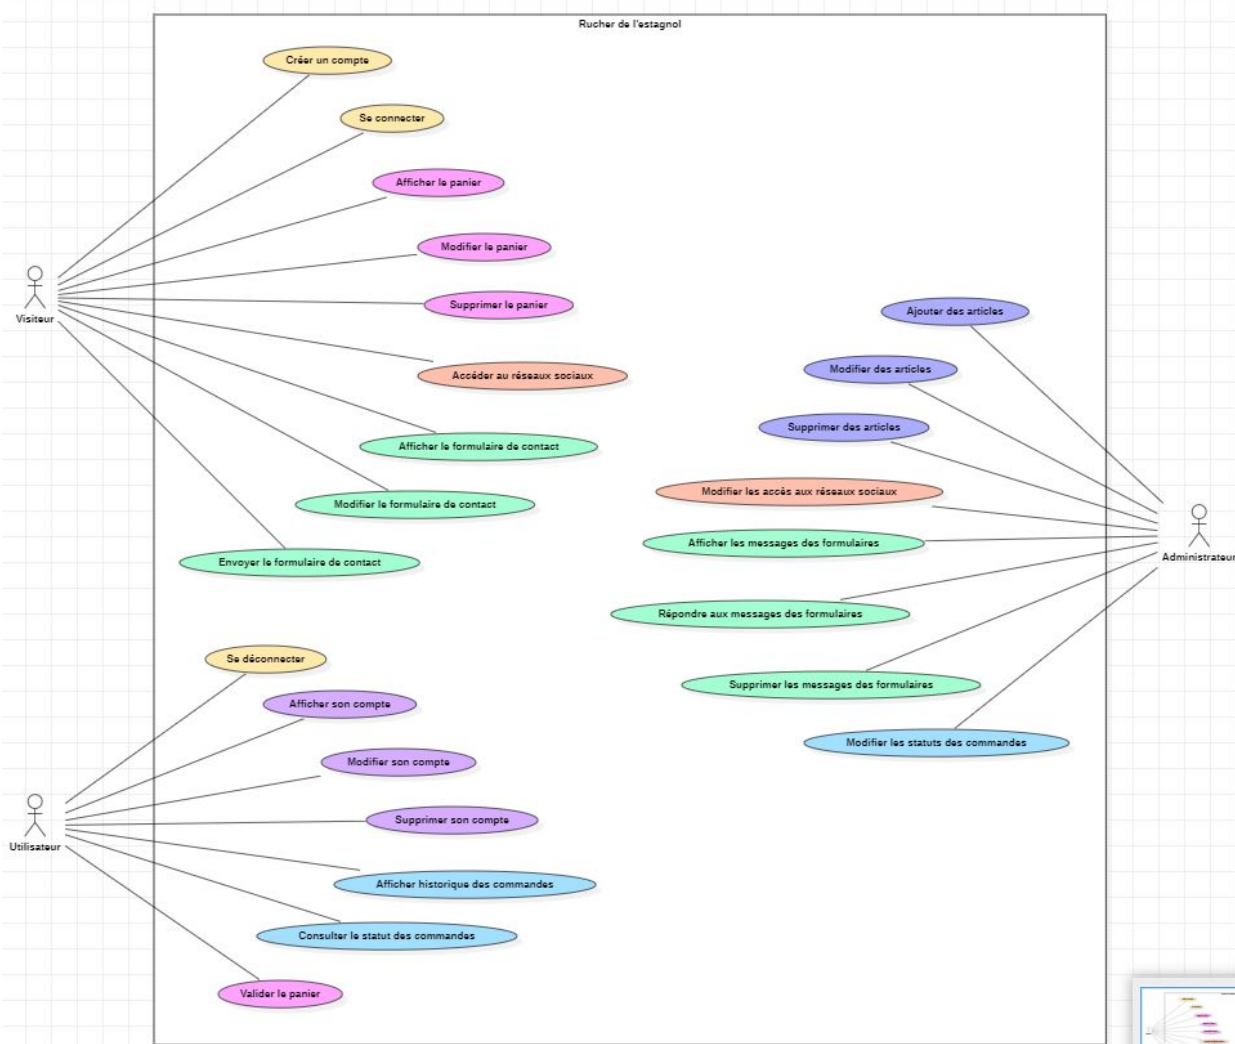 Rucher de l'estagnol
Créer un compte
Se connecter
Afficher le panier
Modifier le panier
Supprimer le panier
Visiteur
Accéder au réseaux sociaux
Afficher le formulaire de contact
Modifier le formulaire de contact
Envoyer le formulaire de contact
Ajouter des articles
Modifier des articles
Supprimer des articles
Modifier les accès aux réseaux sociaux
Afficher les messages des formulaires
Administrateur
Répondre aux messages des formulaires
Supprimer les messages des formulaires
Modifier les statuts des commandes
Se déconnecter
Afficher son compte
Modifier son compte
Supprimer son compte
Utilisateur
Afficher historique des commandes
Consulter le statut des commandes
Valider le panier